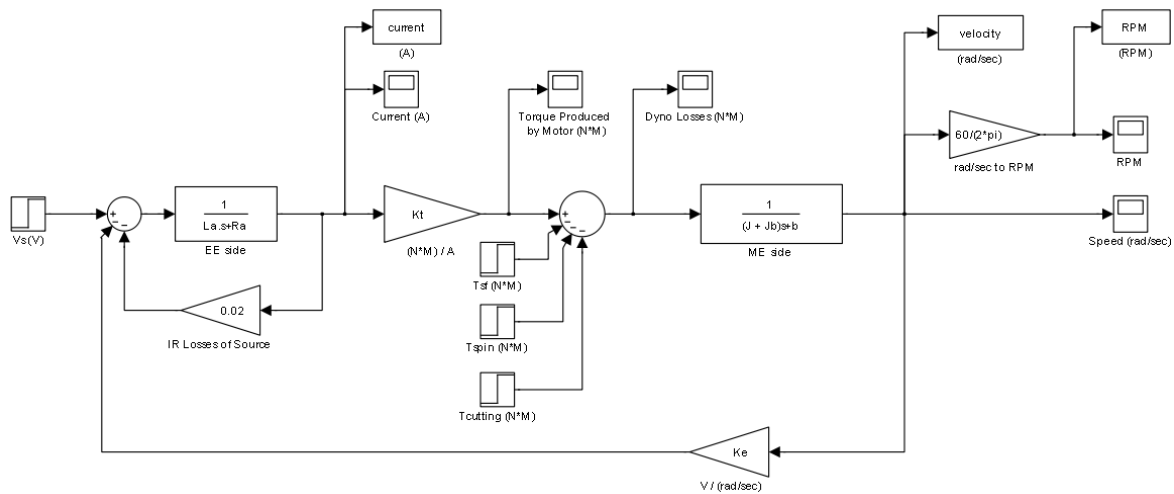 current
(A)
velocity
(rad/sec)
RPM
(RPM)
Current (A)
Torque Produced
by Motor (N*M)
Dyno Losses (N*M)
60/(2*pi)
rad/sec to RPM
RPM
Vs(V)
+
-
-
1
La.s+Ra
EE side
Kt
(N*M) / A
+
-
-
-
1
(J + Jb)s+b
ME side
Speed (rad/sec)
Tsf (N*M)
0.02
IR Losses of Source
Tspin (N*M)
Tcutting (N*M)
Ke
V / (rad/sec)